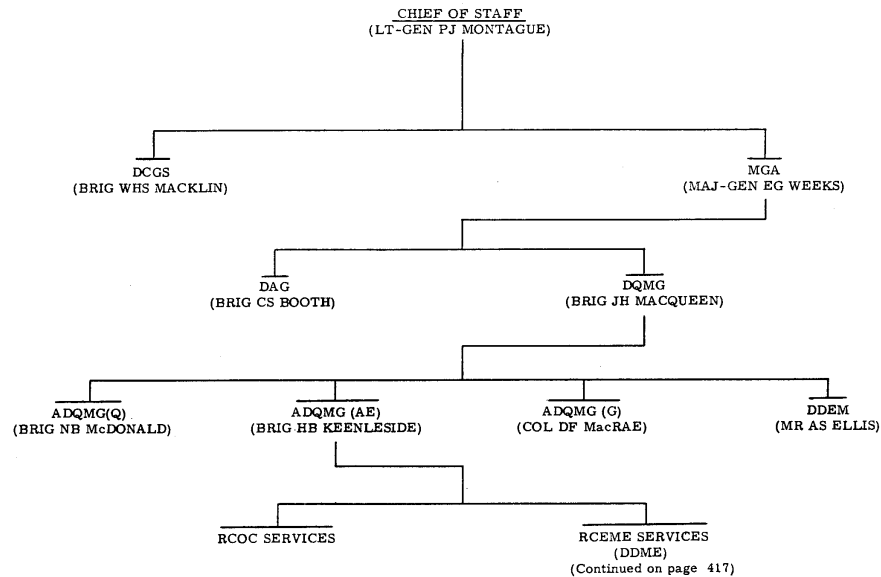 CHIEF OF STAFF
(LT-GEN PJ MONTAGUE)
DCGS
(BRIG WHS MACKLIN)
MGA
(MAJ-GEN EG WEEKS)
DAG
(BRIG CS BOOTH)
DQMG
(BRIG JH MACQUEEN)
ADQMG(Q)
(BRIG NB McDONALD)
ADQMG (AE)
(BRIG HB KEENLESIDE)
ADQMG (G)
(COL DF MacRAE)
DDEM
(MR AS ELLIS)
RCOC SERVICES
RCEME SERVICES
(DDME)
(Continued on page 417)